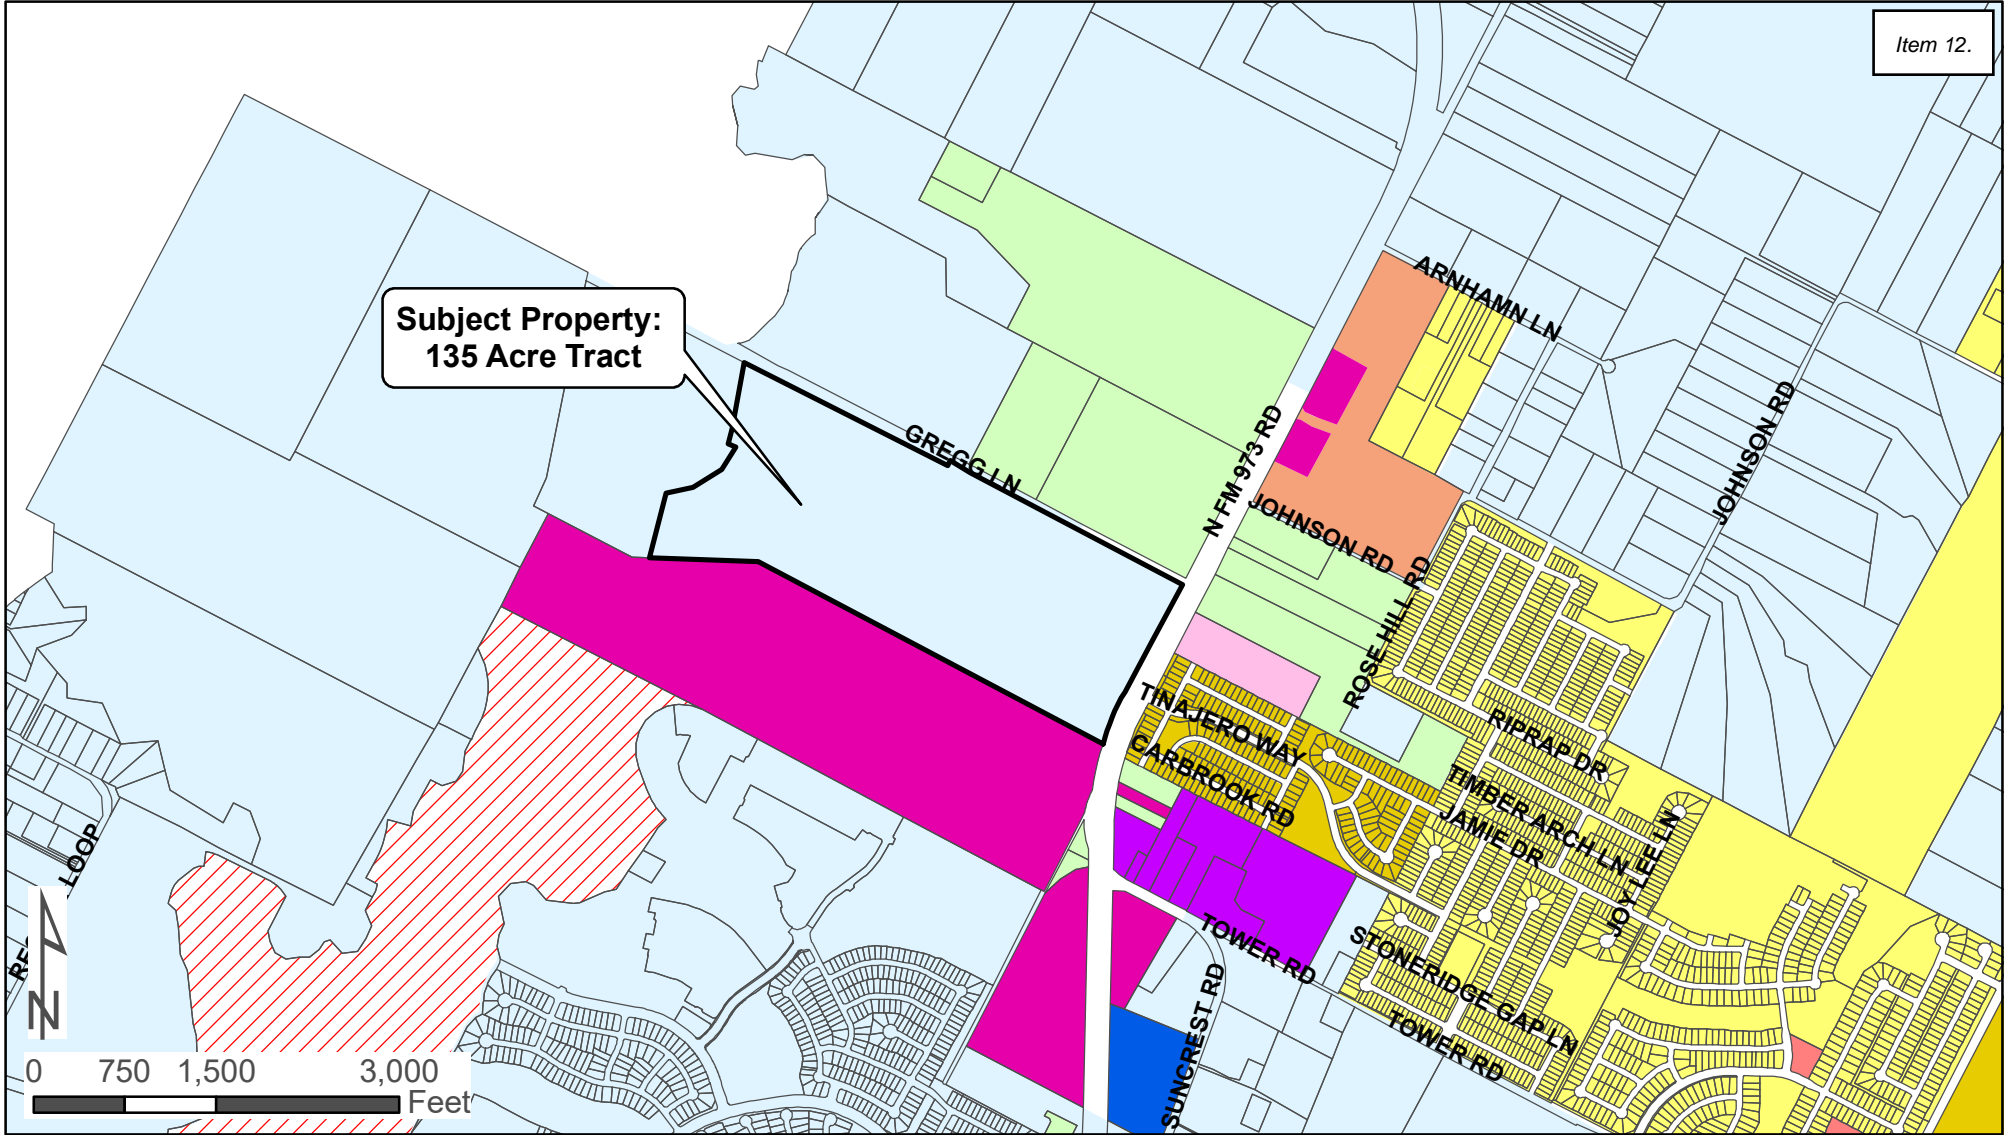 Item 12.
Subject Property:
135 Acre Tract
ARNHAMN LN
GREGG LN
N FM 973 RD
JOHNSON RD
JOHNSON RD
ROSE HILL RD
TINAJERO WAY
CARBROOK RD
RIPRAP DR
TIMBER ARCH LN
JAMIE DR
JOYLEE LN
LOOP
TOWER RD
STONERIDGE GAP LN
TOWER RD
SUNCREST RD
N
0 750 1,500 3,000
Feet